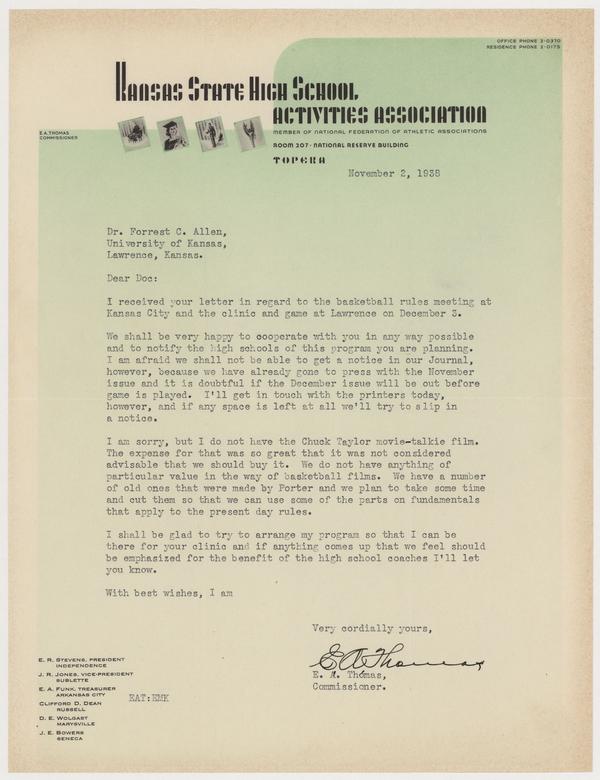 OFFICE PHONE 3-0370
RESIDENCE PHONE 2-0175
KANSAS STATE HIGH SCHOOL
ACTIVITIES ASSOCIATION
E.A. THOMAS
COMMISSIONER
MEMBER OF NATIONAL FEDERATION OF ATHLETIC ASSOCIATIONS
ROOM 207 - NATIONAL RESERVE BUILDING
TOPEKA
November 2, 1938
Dr. Forrest C. Allen,
University of Kansas,
Lawrence, Kansas.
Dear Doc:
I received your letter in regard to the basketball rules meeting at
Kansas City and the clinic and game at Lawrence on December 3.
We shall be very happy to cooperate with you in any way possible
and to notify the high schools of this program you are planning.
I am afraid we shall not be able to get a notice in our Journal,
however, because we have already gone to press with the November
issue and it is doubtful if the December issue will be out before
game is played. I'll get in touch with the printers today,
however, and if any space is left at all we'll try to slip in
a notice.
I am sorry, but I do not have the Chuck Taylor movie-talkie film.
The expense for that was so great that it was not considered
advisable that we should buy it. We do not have anything of
particular value in the way of basketball films. We have a number
of old ones that were made by Porter and we plan to take some time
and cut them so that we can use some of the parts on fundamentals
that apply to the present day rules.
I shall be glad to try to arrange my program so that I can be
there for your clinic and if anything comes up that we feel should
be emphasized for the benefit of the high school coaches I'll let
you know.
With best wishes, I am
Very cordially yours,
E A Thomas
E. A. Thomas,
Commissioner.
E. R. STEVENS, PRESIDENT
INDEPENDENCE
J. R. JONES, VICE-PRESIDENT
SUBLETTE
E. A. FUNK, TREASURER
ARKANSAS CITY
CLIFFORD D. DEAN
RUSSELL
D. E. WOLGAST
MARYSVILLE
J. E. BOWERS
SENECA
EAT:EMK